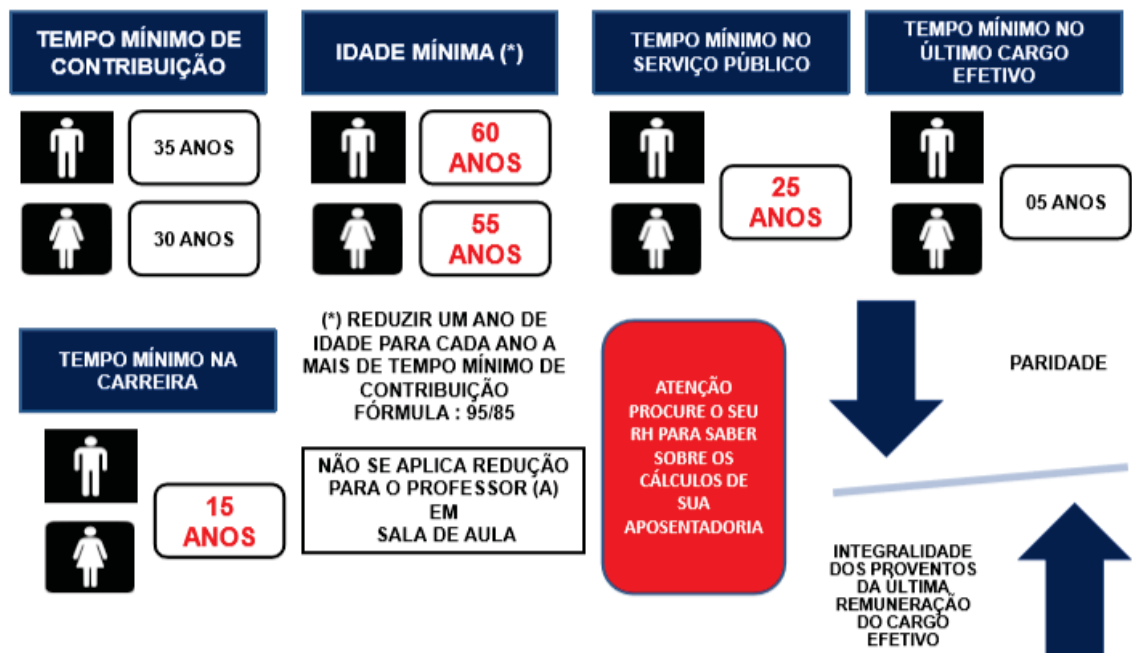 TEMPO MÍNIMO DE
CONTRIBUIÇÃO
35 ANOS
30 ANOS
IDADE MÍNIMA (*)
60
ANOS
55
ANOS
TEMPO MÍNIMO NO
SERVIÇO PÚBLICO
25
ANOS
TEMPO MÍNIMO NO
ÚLTIMO CARGO
EFETIVO
05 ANOS
TEMPO MÍNIMO NA
CARREIRA
15
ANOS
(*) REDUZIR UM ANO DE
IDADE PARA CADA ANO A
MAIS DE TEMPO MÍNIMO DE
CONTRIBUIÇÃO
FÓRMULA : 95/85
NÃO SE APLICA REDUÇÃO
PARA O PROFESSOR (A)
EM
SALA DE AULA
ATENÇÃO
PROCURE O SEU
RH PARA SABER
SOBRE OS
CÁLCULOS DE
SUA
APOSENTADORIA
PARIDADE
INTEGRALIDADE
DOS PROVENTOS
DA ÚLTIMA
REMUNERAÇÃO
DO CARGO
EFETIVO